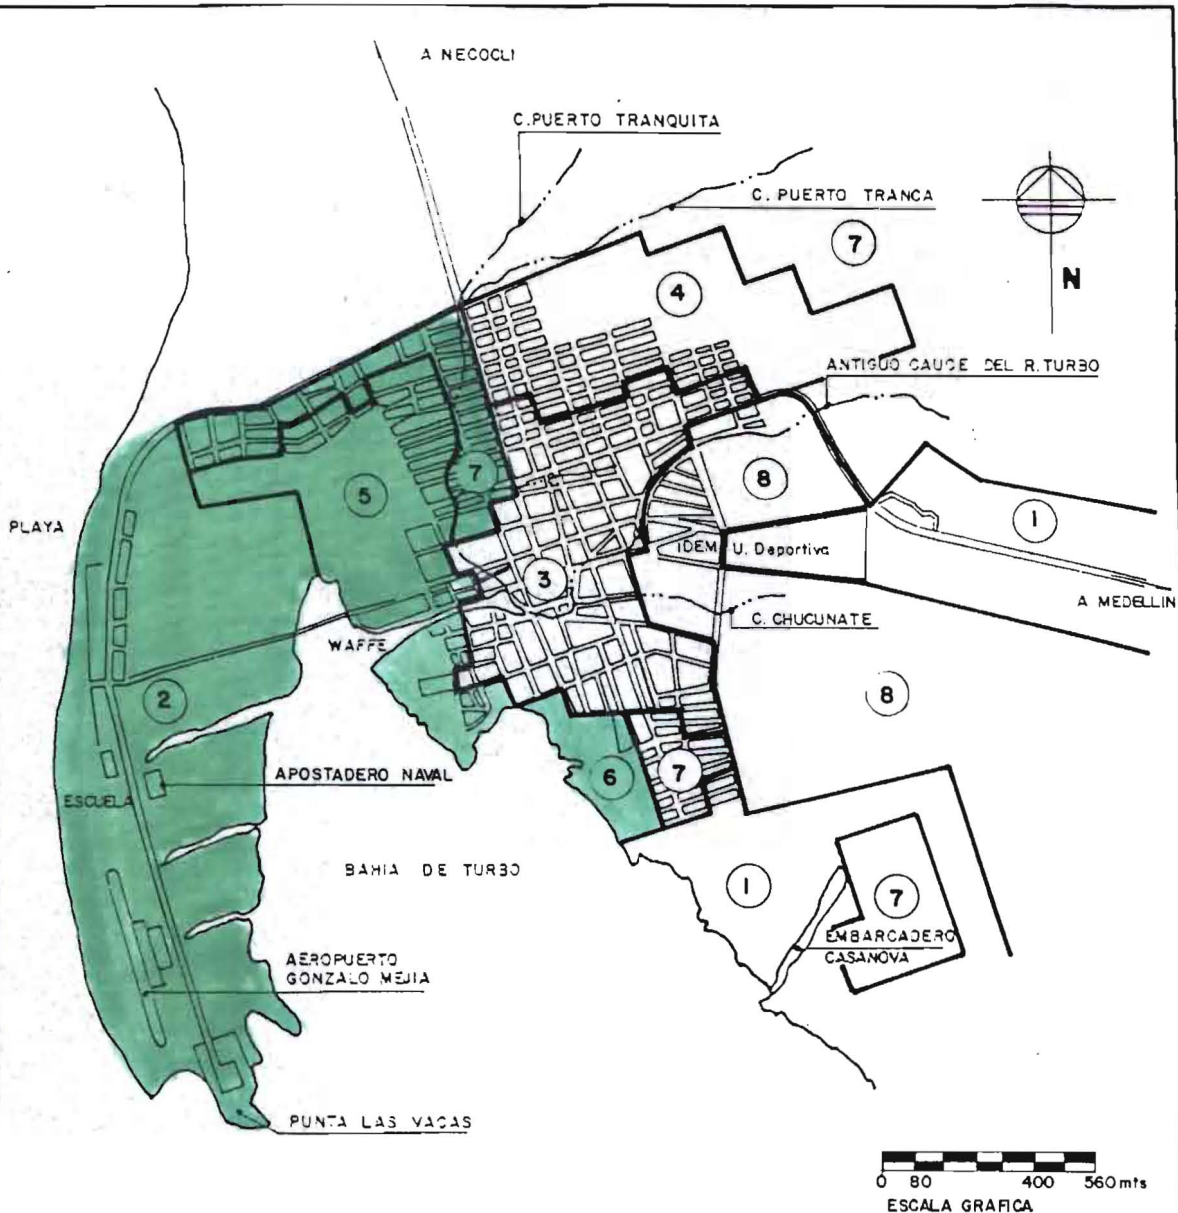 A NECOCLI
C. PUERTO TRANQUITA
C. PUERTO TRANCA
7
4
N
ANTIGUO CAUCE DEL R. TURBO
7
8
5
1
PLAYA
IDEM U. Deportiva
3
A MEDELLIN
C. CHUCUNATE
WAFFE
2
8
APOSTADERO NAVAL
6
7
ESCUELA
BAHIA DE TURBO
1
7
EMBARCADERO
CASANOVA
AEROPUERTO
GONZALO MEJIA
PUNTA LAS VACAS
0 80 400 560 mts
ESCALA GRAFICA